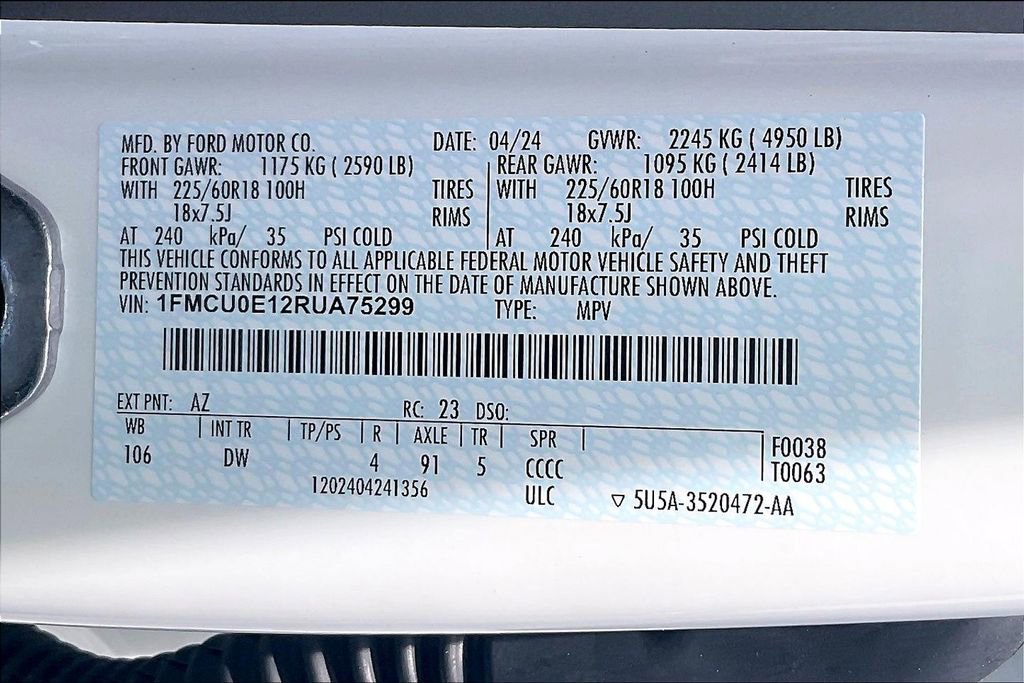 MFD. BY FORD MOTOR CO. DATE: 04/24 GVWR: 2245 KG ( 4950 LB)
FRONT GAWR: 1175 KG ( 2590 LB) REAR GAWR: 1095 KG ( 2414 LB)
WITH 225/60R18 100H TIRES WITH 225/60R18 100H TIRES
18x7.5J RIMS 18x7.5J RIMS
AT 240 kPa/ 35 PSI COLD AT 240 kPa/ 35 PSI COLD
THIS VEHICLE CONFORMS TO ALL APPLICABLE FEDERAL MOTOR VEHICLE SAFETY AND THEFT
PREVENTION STANDARDS IN EFFECT ON THE DATE OF MANUFACTURE SHOWN ABOVE.
VIN: 1FMCU0E12RUA75299 TYPE: MPV
EXT PNT: AZ RC: 23 DSO:
WB INT TR TP/PS R AXLE TR SPR F0038
106 DW 4 91 5 CCCC T0063
1202404241356 ULC ▽ 5U5A-3520472-AA